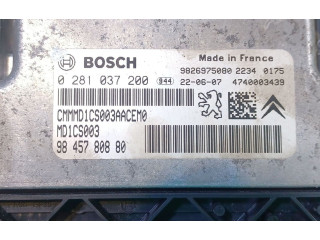 BOSCH
Made in France
0 281 037 200
944
9826975080 2234 0175
22-06-07 4740003439
CMMMD1CS003AACEM0
MD1CS003
98 457 808 80